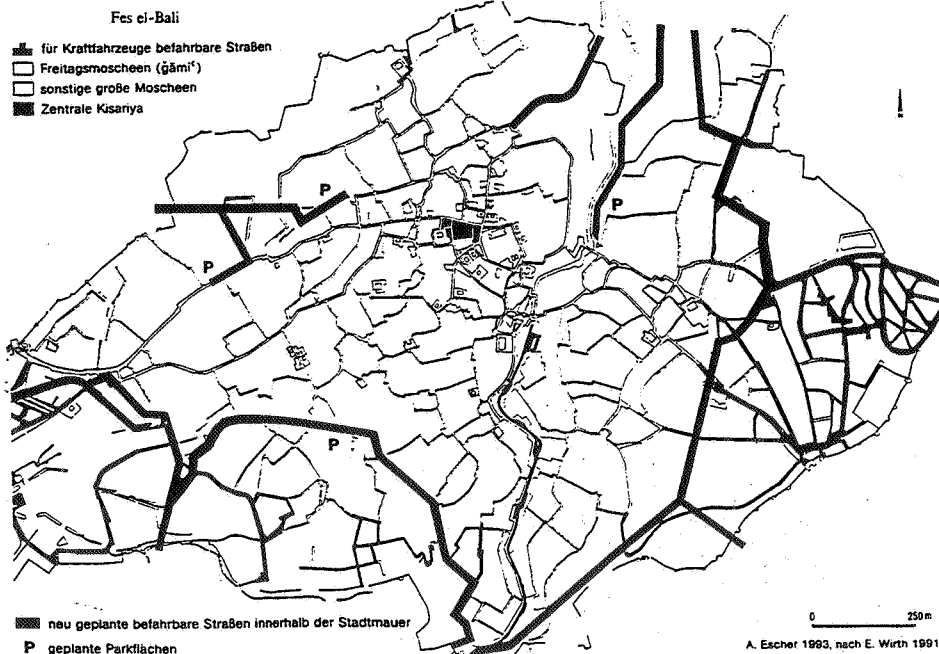 Fes el-Bali
für Kraftfahrzeuge befahrbare Straßen
Freitagsmoscheen (ǧāmiʿ)
sonstige große Moscheen
Zentrale Kisariya
P
P
P
P
neu geplante befahrbare Straßen innerhalb der Stadtmauer
P geplante Parkflächen
0 250 m
A. Escher 1993, nach E. Wirth 1991